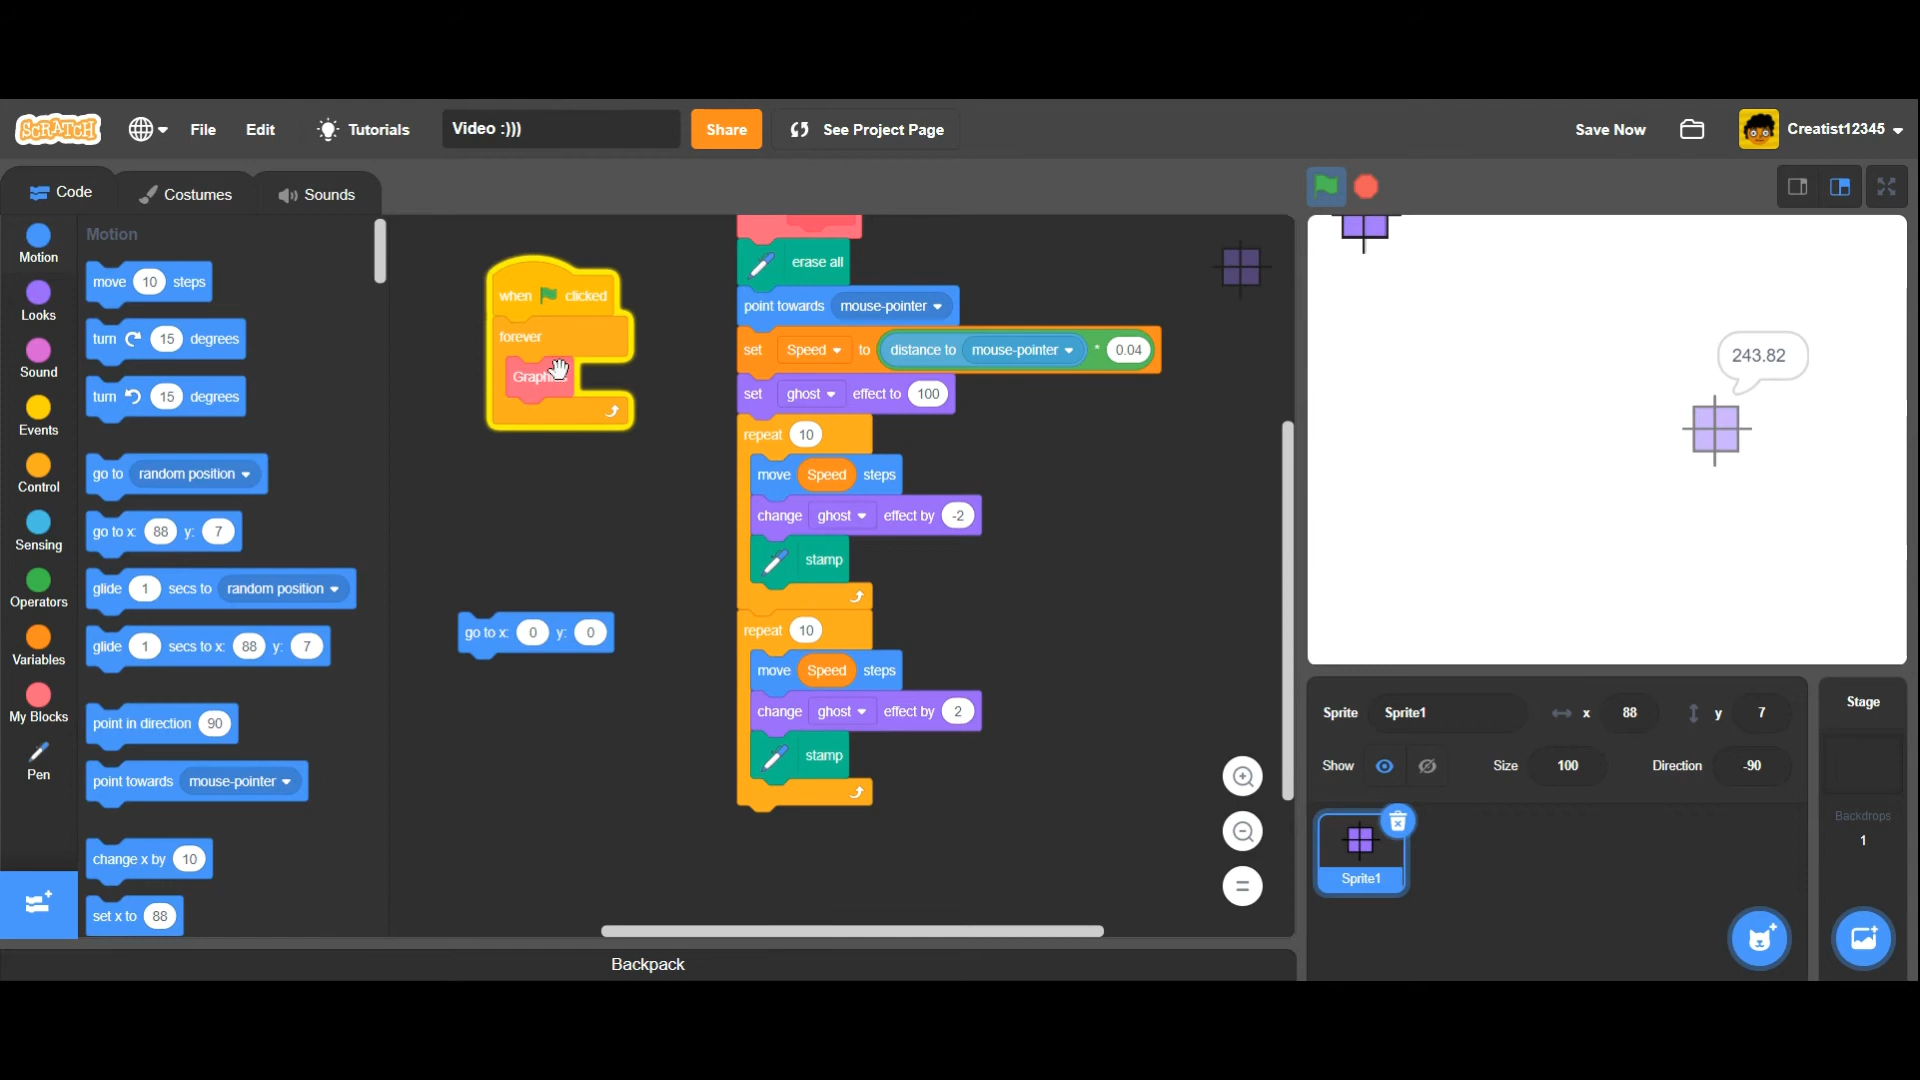 SCRATCH
File
Edit
Tutorials
Video :)))
Share
See Project Page
Save Now
Creatist12345
Code
Costumes
Sounds
Motion
Looks
Sound
Events
Control
Sensing
Operators
Variables
My Blocks
Pen
Motion
move 10 steps
turn 15 degrees
turn 15 degrees
go to random position
go to x: 88 y: 7
glide 1 secs to random position
glide 1 secs to x: 88 y: 7
point in direction 90
point towards mouse-pointer
change x by 10
set x to 88
when clicked
forever
go to x: 0 y: 0
erase all
point towards mouse-pointer
set Speed to distance to mouse-pointer * 0.04
set ghost effect to 100
repeat 10
move Speed steps
change ghost effect by -2
stamp
repeat 10
move Speed steps
change ghost effect by 2
stamp
Backpack
243.82
Sprite Sprite1 x 88 y 7
Show Size 100 Direction -90
Sprite1
Stage
Backdrops
1